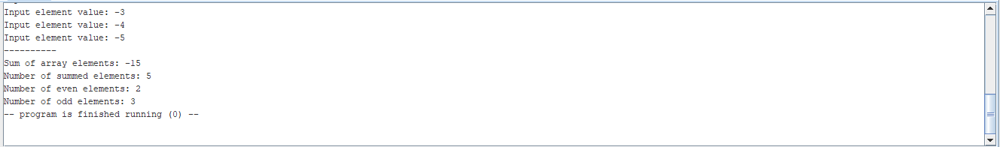 Input element value: -3
Input element value: -4
Input element value: -5
----------
Sum of array elements: -15
Number of summed elements: 5
Number of even elements: 2
Number of odd elements: 3
-- program is finished running (0) --